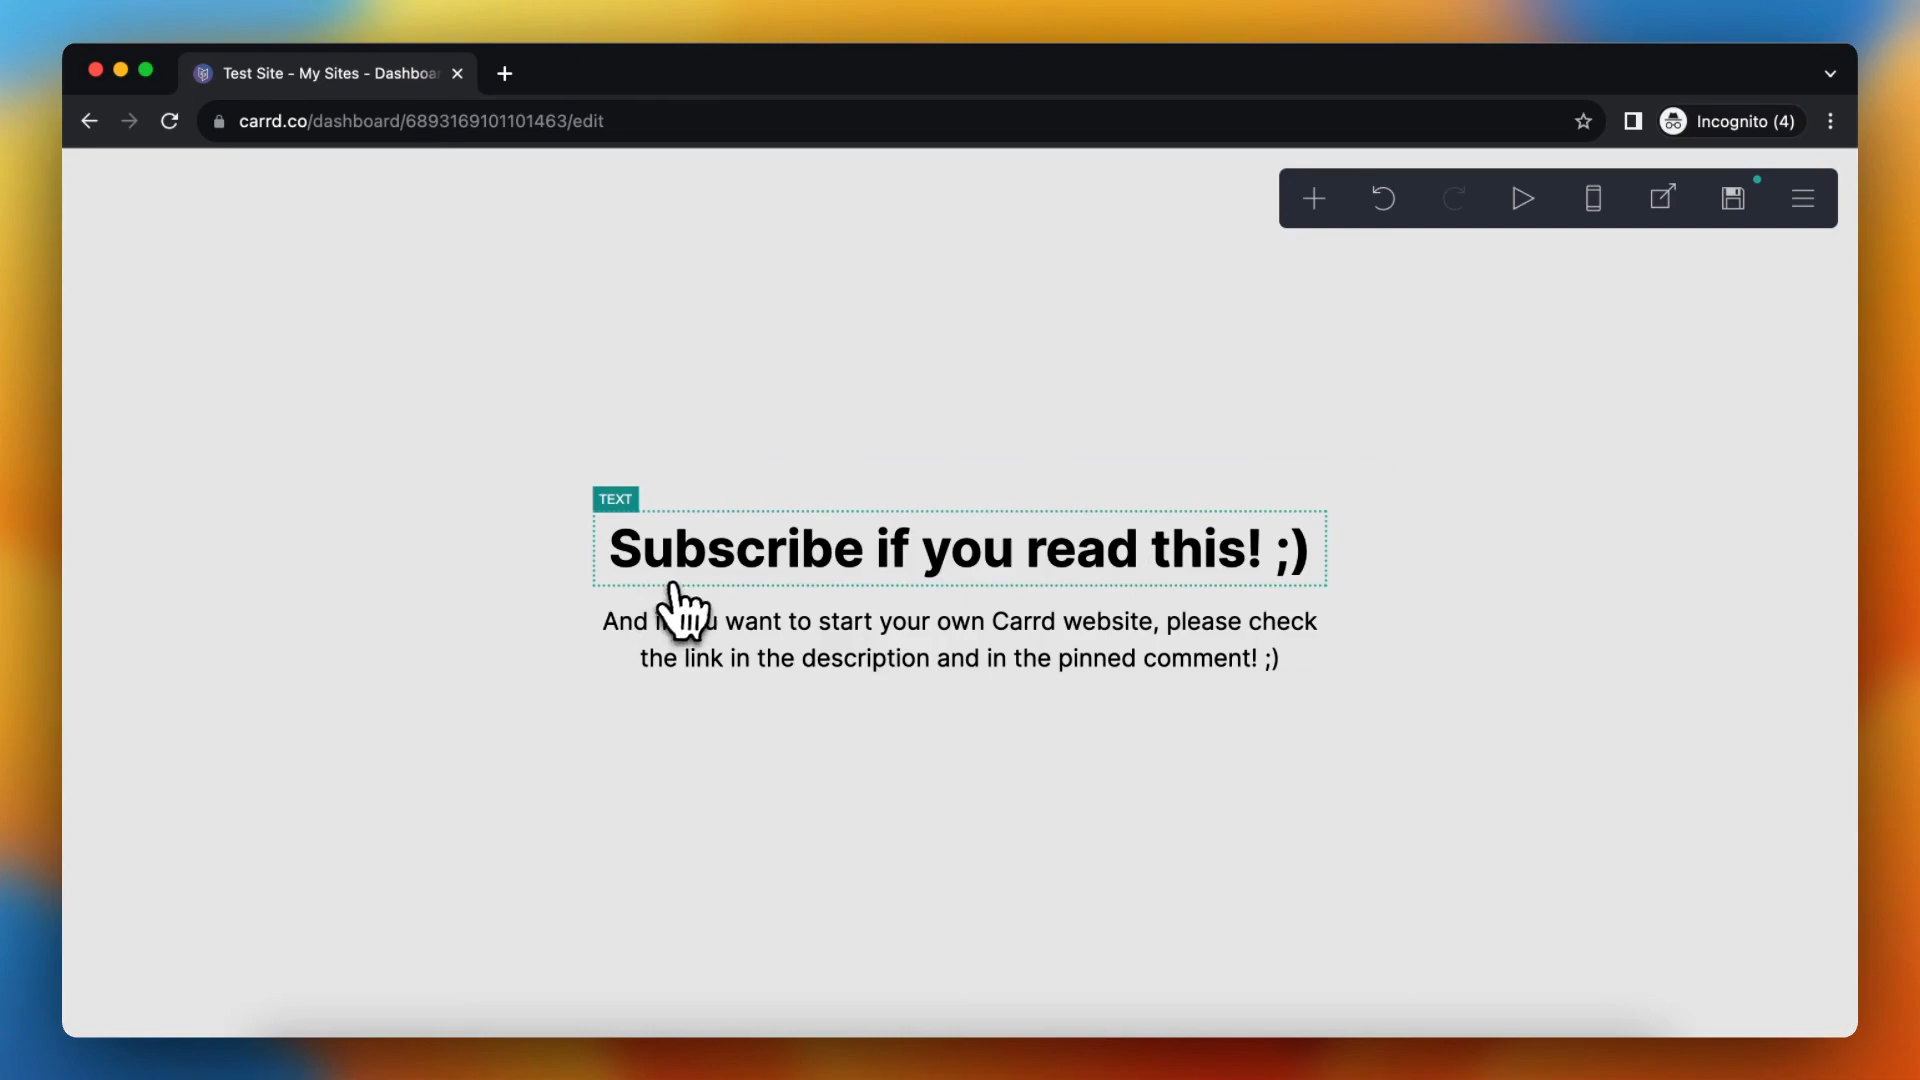 Test Site - My Sites - Dashboar
carrd.co/dashboard/6893169101101463/edit
Incognito (4)
TEXT
Subscribe if you read this! ;)
And want to start your own Carrd website, please check
the link in the description and in the pinned comment! ;)